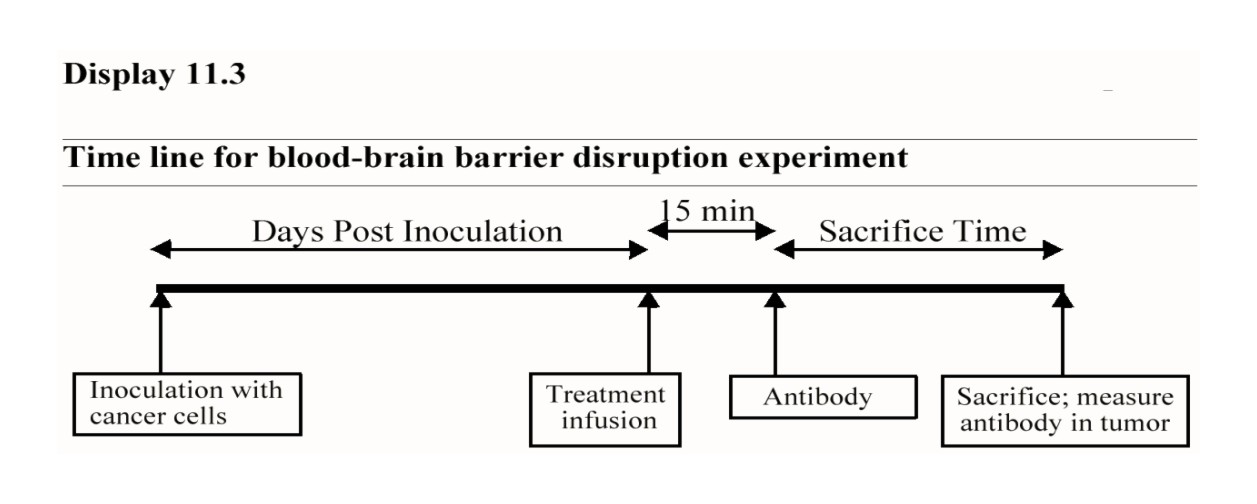 Display 11.3
Time line for blood-brain barrier disruption experiment
15 min
Days Post Inoculation
Sacrifice Time
Inoculation with
cancer cells
Treatment
infusion
Antibody
Sacrifice; measure
antibody in tumor